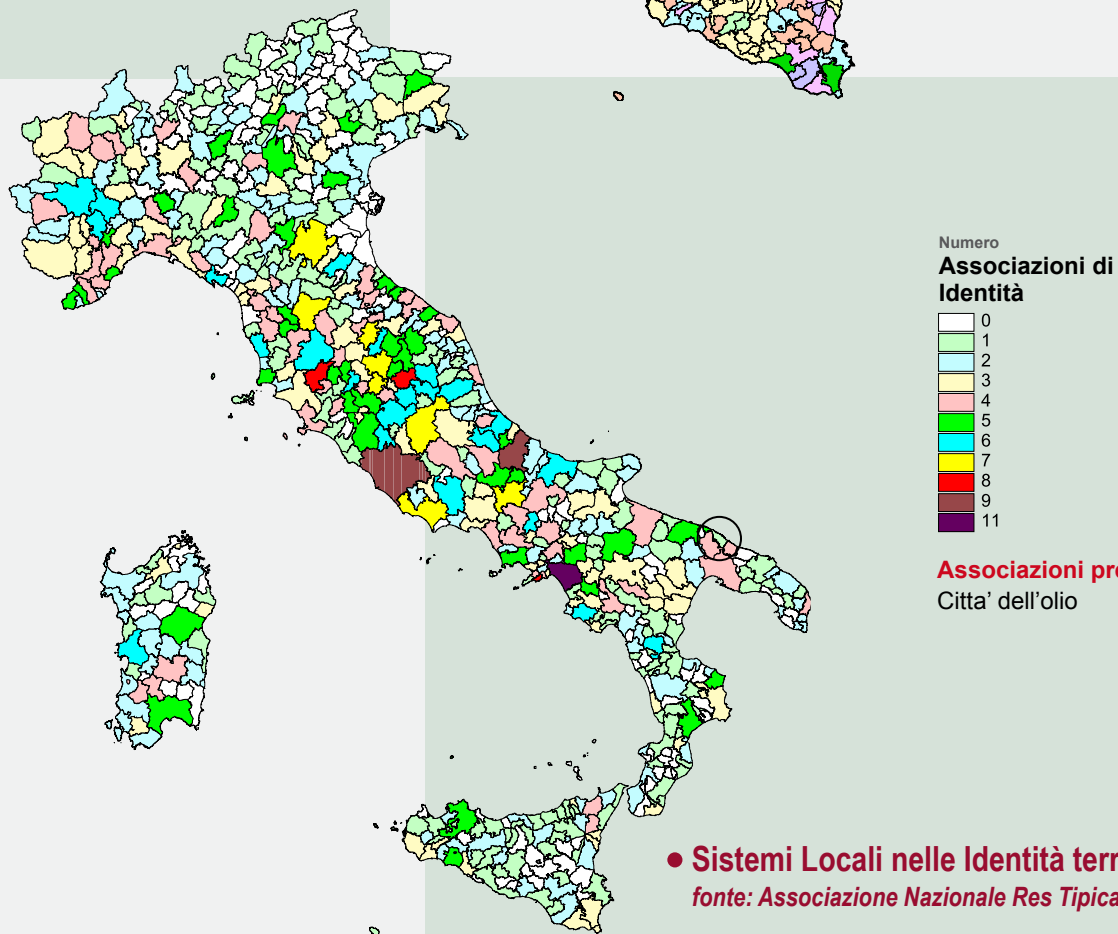 Numero
Associazioni di
Identità
0
1
2
3
4
5
6
7
8
9
11
Associazioni pre
Citta' dell'olio
• Sistemi Locali nelle Identità terr
fonte: Associazione Nazionale Res Tipica